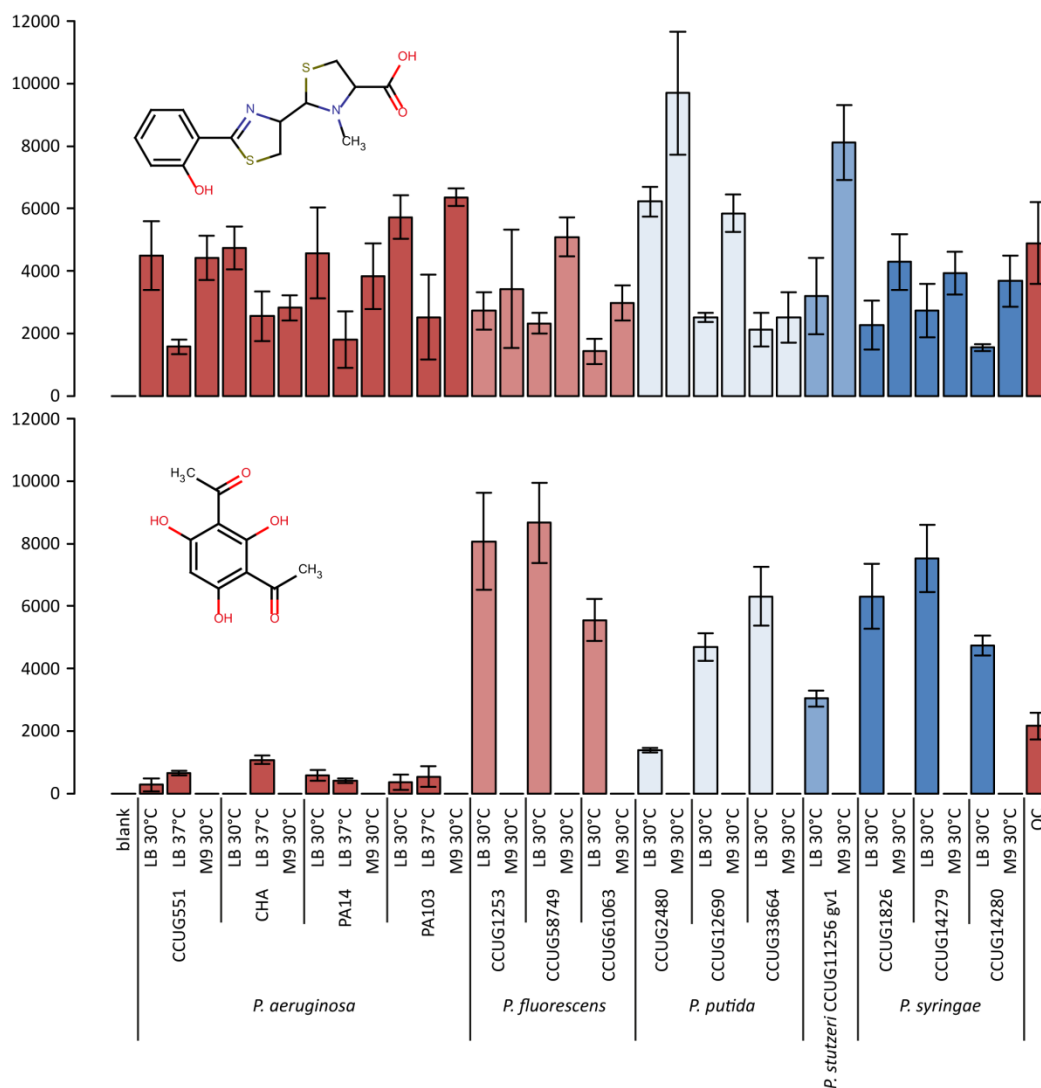 12000
10000
8000
6000
4000
2000
0
S
OH
N
O
N
CH3
S
OH
12000
10000
8000
6000
4000
2000
0
H3C
O
HO
OH
CH3
OH
O
blank
LB 30°C
LB 37°C
M9 30°C
LB 30°C
LB 37°C
M9 30°C
LB 30°C
LB 37°C
M9 30°C
LB 30°C
LB 37°C
M9 30°C
LB 30°C
M9 30°C
LB 30°C
M9 30°C
LB 30°C
M9 30°C
LB 30°C
M9 30°C
LB 30°C
M9 30°C
LB 30°C
M9 30°C
LB 30°C
M9 30°C
LB 30°C
M9 30°C
LB 30°C
M9 30°C
LB 30°C
M9 30°C
CCUG551
CHA
PA14
PA103
CCUG1253
CCUG58749
CCUG61063
CCUG2480
CCUG12690
CCUG33664
P. stutzeri CCUG11256 gv1
CCUG1826
CCUG14279
CCUG14280
P. aeruginosa
P. fluorescens
P. putida
P. syringae